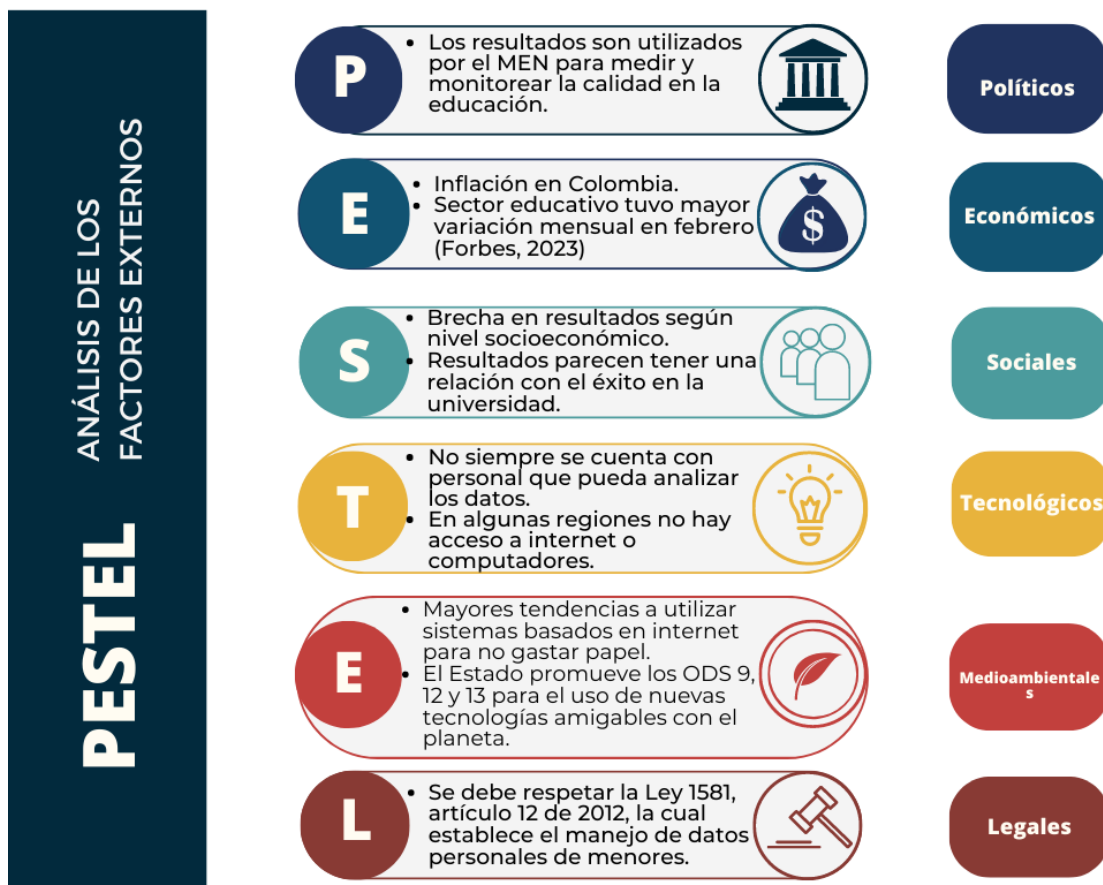 ANÁLISIS DE LOS
FACTORES EXTERNOS
PESTEL
P
• Los resultados son utilizados
por el MEN para medir y
monitorear la calidad en la
educación.
Políticos
E
• Inflación en Colombia.
• Sector educativo tuvo mayor
variación mensual en febrero
(Forbes, 2023)
$
Económicos
S
• Brecha en resultados según
nivel socioeconómico.
• Resultados parecen tener una
relación con el éxito en la
universidad.
Sociales
T
• No siempre se cuenta con
personal que pueda analizar
los datos.
• En algunas regiones no hay
acceso a internet o
computadores.
Tecnológicos
E
• Mayores tendencias a utilizar
sistemas basados en internet
para no gastar papel.
• El Estado promueve los ODS 9,
12 y 13 para el uso de nuevas
tecnologías amigables con el
planeta.
Medioambientale
s
L
• Se debe respetar la Ley 1581,
artículo 12 de 2012, la cual
establece el manejo de datos
personales de menores.
Legales